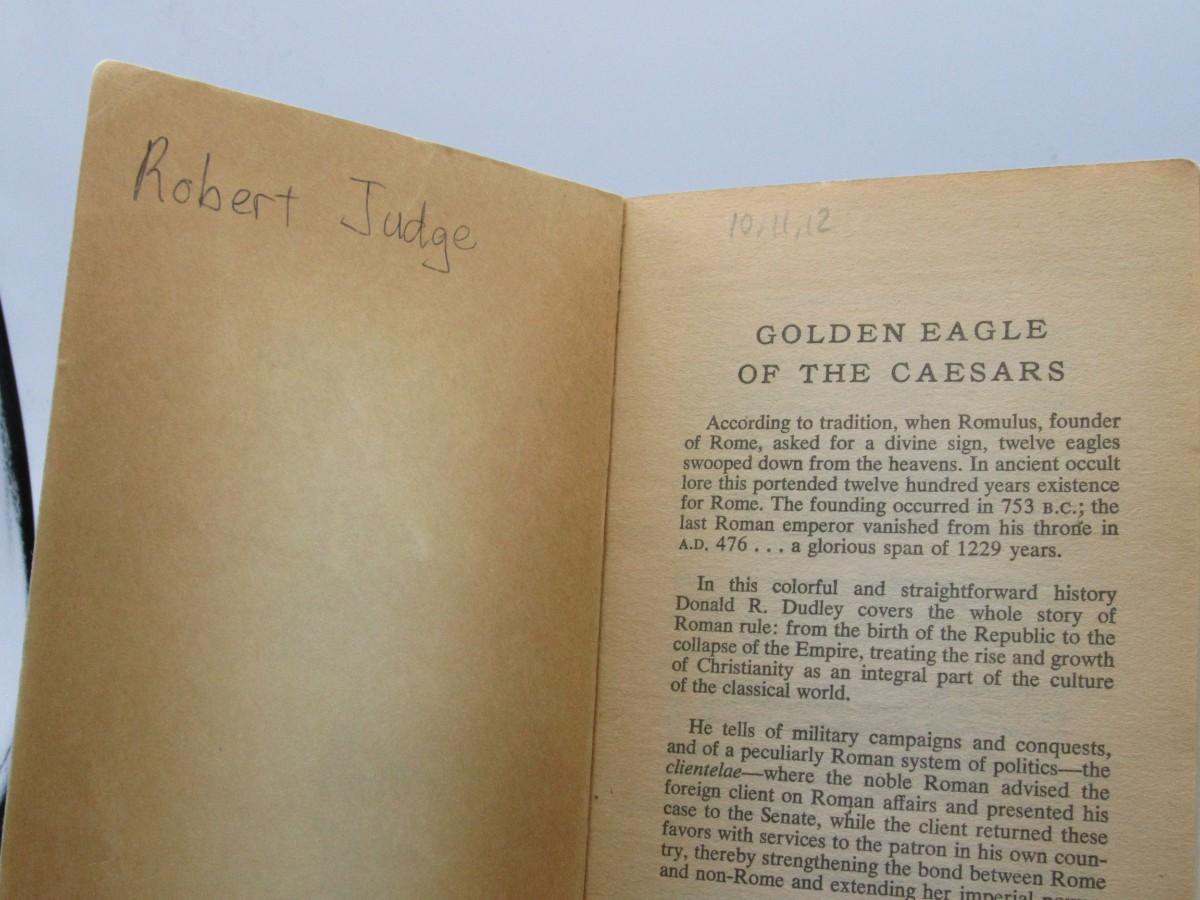 Robert Judge
10,11,12
GOLDEN EAGLE
OF THE CAESARS
According to tradition, when Romulus, founder
of Rome, asked for a divine sign, twelve eagles
swooped down from the heavens. In ancient occult
lore this portended twelve hundred years existence
for Rome. The founding occurred in 753 B.C.; the
last Roman emperor vanished from his throne in
A.D. 476 . . . a glorious span of 1229 years.
In this colorful and straightforward history
Donald R. Dudley covers the whole story of
Roman rule: from the birth of the Republic to the
collapse of the Empire, treating the rise and growth
of Christianity as an integral part of the culture
of the classical world.
He tells of military campaigns and conquests,
and of a peculiarly Roman system of politics—the
clientelae—where the noble Roman advised the
foreign client on Roman affairs and presented his
case to the Senate, while the client returned these
favors with services to the patron in his own coun-
try, thereby strengthening the bond between Rome
and non-Rome and extending her imperial